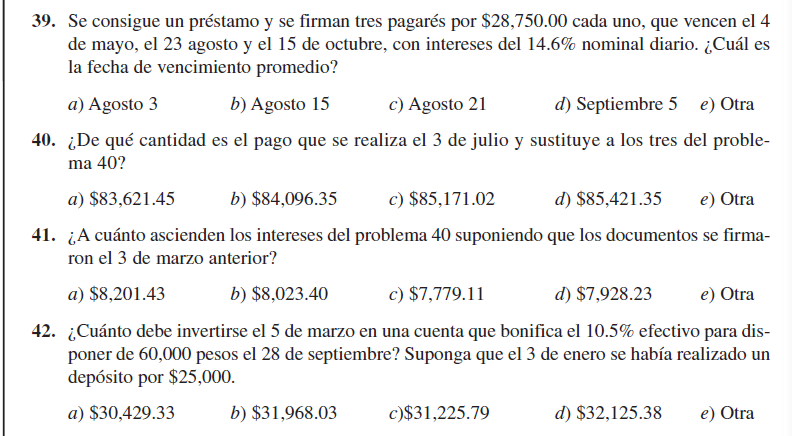 39. Se consigue un préstamo y se firman tres pagarés por $28,750.00 cada uno, que vencen el 4
de mayo, el 23 agosto y el 15 de octubre, con intereses del 14.6% nominal diario. ¿Cuál es
la fecha de vencimiento promedio?
a) Agosto 3 b) Agosto 15 c) Agosto 21 d) Septiembre 5 e) Otra
40. ¿De qué cantidad es el pago que se realiza el 3 de julio y sustituye a los tres del proble-
ma 40?
a) $83,621.45 b) $84,096.35 c) $85,171.02 d) $85,421.35 e) Otra
41. ¿A cuánto ascienden los intereses del problema 40 suponiendo que los documentos se firma-
ron el 3 de marzo anterior?
a) $8,201.43 b) $8,023.40 c) $7,779.11 d) $7,928.23 e) Otra
42. ¿Cuánto debe invertirse el 5 de marzo en una cuenta que bonifica el 10.5% efectivo para dis-
poner de 60,000 pesos el 28 de septiembre? Suponga que el 3 de enero se había realizado un
depósito por $25,000.
a) $30,429.33 b) $31,968.03 c)$31,225.79 d) $32,125.38 e) Otra